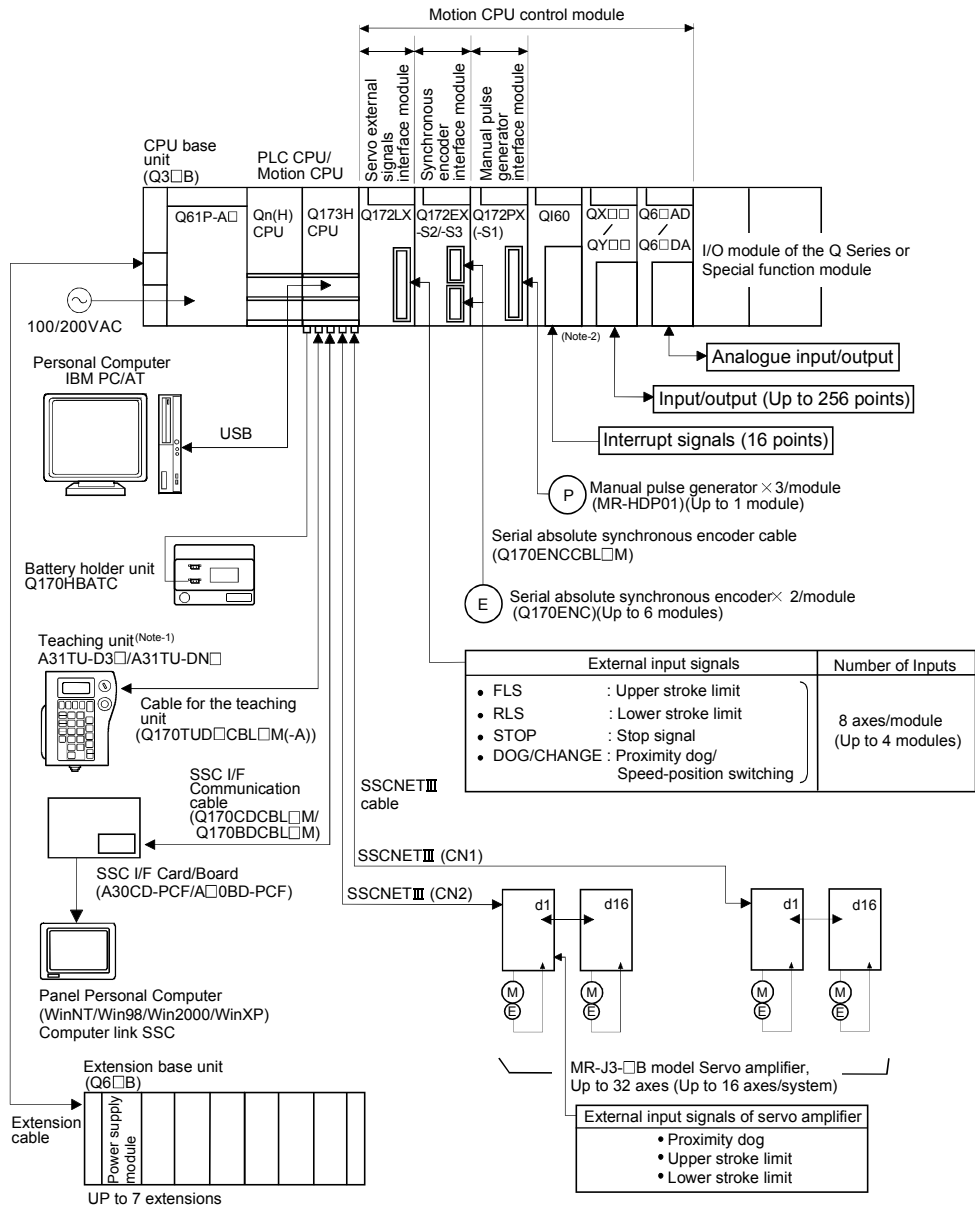 Motion CPU control module
Servo external
signals
interface module
Synchronous
encoder
interface module
Manual pulse
generator
interface module
CPU base
unit
(Q3□B)
PLC CPU/
Motion CPU
Q61P-A□
Qn(H)
CPU
Q173H
CPU
Q172LX
Q172EX
-S2/-S3
Q172PX
(-S1)
QI60
QX□□
/
QY□□
Q6□AD
/
Q6□DA
I/O module of the Q Series or
Special function module
100/200VAC
(Note-2)
Analogue input/output
Personal Computer
IBM PC/AT
Input/output (Up to 256 points)
USB
Interrupt signals (16 points)
P
Manual pulse generator ×3/module
(MR-HDP01)(Up to 1 module)
Serial absolute synchronous encoder cable
(Q170ENCCBL□M)
Battery holder unit
Q170HBATC
E
Serial absolute synchronous encoder× 2/module
(Q170ENC)(Up to 6 modules)
Teaching unit(Note-1)
A31TU-D3□/A31TU-DN□
Cable for the teaching
unit
(Q170TUD□CBL□M(-A))
External input signals
Number of Inputs
• FLS : Upper stroke limit
• RLS : Lower stroke limit
• STOP : Stop signal
• DOG/CHANGE : Proximity dog/
Speed-position switching
8 axes/module
(Up to 4 modules)
SSC I/F
Communication
cable
(Q170CDCBL□M/
Q170BDCBL□M)
SSCNETⅢ
cable
SSCNETⅢ (CN1)
SSC I/F Card/Board
(A30CD-PCF/A□0BD-PCF)
SSCNETⅢ (CN2)
d1
d16
d1
d16
M
E
M
E
M
E
M
E
Panel Personal Computer
(WinNT/Win98/Win2000/WinXP)
Computer link SSC
MR-J3-□B model Servo amplifier,
Up to 32 axes (Up to 16 axes/system)
Extension base unit
(Q6□B)
Extension
cable
Power supply
module
UP to 7 extensions
External input signals of servo amplifier
• Proximity dog
• Upper stroke limit
• Lower stroke limit